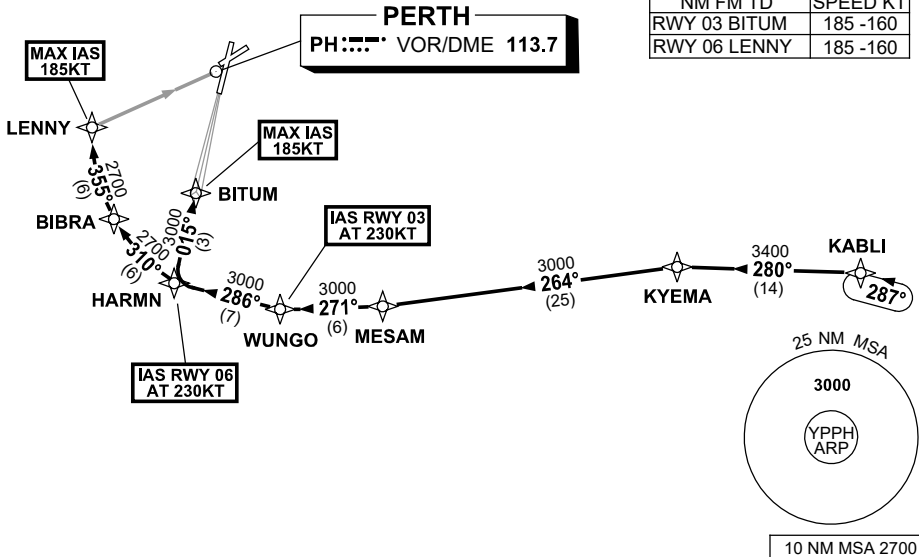 PERTH
PH VOR/DME 113.7
NM FM TD SPEED KT
RWY 03 BITUM 185 -160
RWY 06 LENNY 185 -160
MAX IAS
185KT
LENNY
MAX IAS
185KT
BITUM
2700
355°
(6)
BIBRA
2700
310°
(6)
3000
015°
(3)
HARMN
IAS RWY 03
AT 230KT
3000
286°
(7)
WUNGO
3000
271°
(6)
MESAM
3000
264°
(25)
KYEMA
3400
280°
(14)
KABLI
287°
IAS RWY 06
AT 230KT
25 NM MSA
3000
YPPH
ARP
10 NM MSA 2700